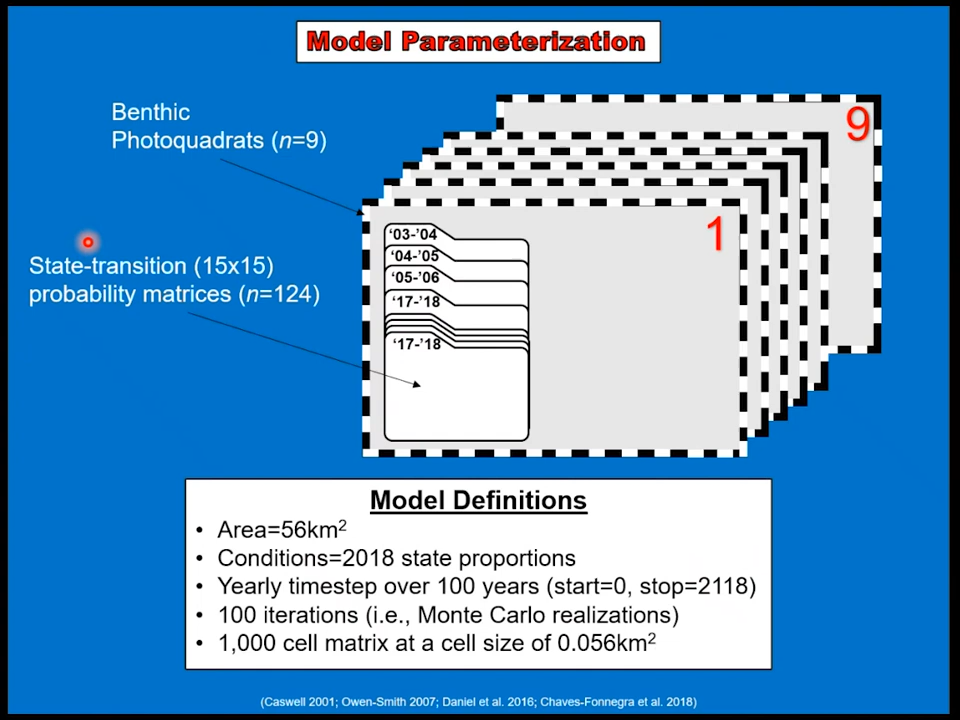 Model Parameterization
Benthic
Photoquadrats (n=9)
9
1
State-transition (15x15)
probability matrices (n=124)
‘03-’04
‘04-’05
‘05-’06
‘17-’18
‘17-’18
Model Definitions
• Area=56km²
• Conditions=2018 state proportions
• Yearly timestep over 100 years (start=0, stop=2118)
• 100 iterations (i.e., Monte Carlo realizations)
• 1,000 cell matrix at a cell size of 0.056km²
(Caswell 2001; Owen-Smith 2007; Daniel et al. 2016; Chaves-Fonnegra et al. 2018)